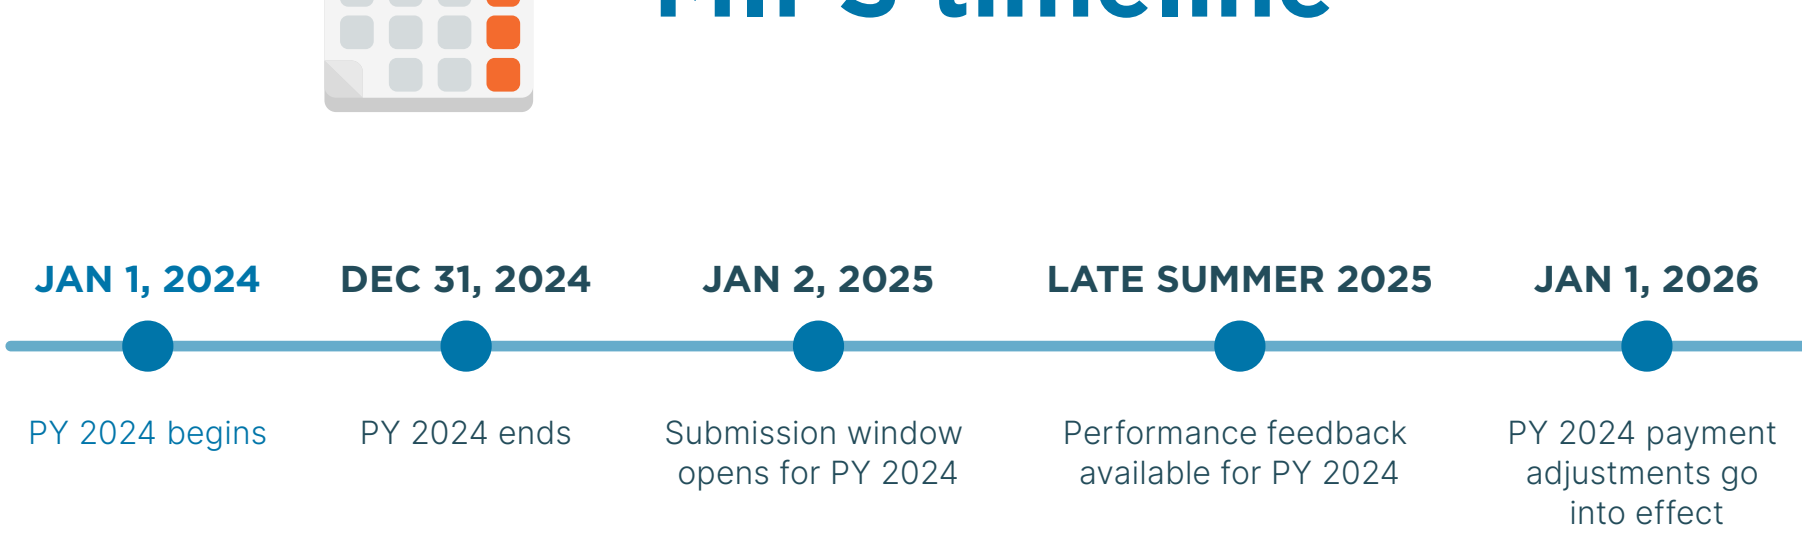 MIPS timeline
JAN 1, 2024
DEC 31, 2024
JAN 2, 2025
LATE SUMMER 2025
JAN 1, 2026
PY 2024 begins
PY 2024 ends
Submission window
opens for PY 2024
Performance feedback
available for PY 2024
PY 2024 payment
adjustments go
into effect